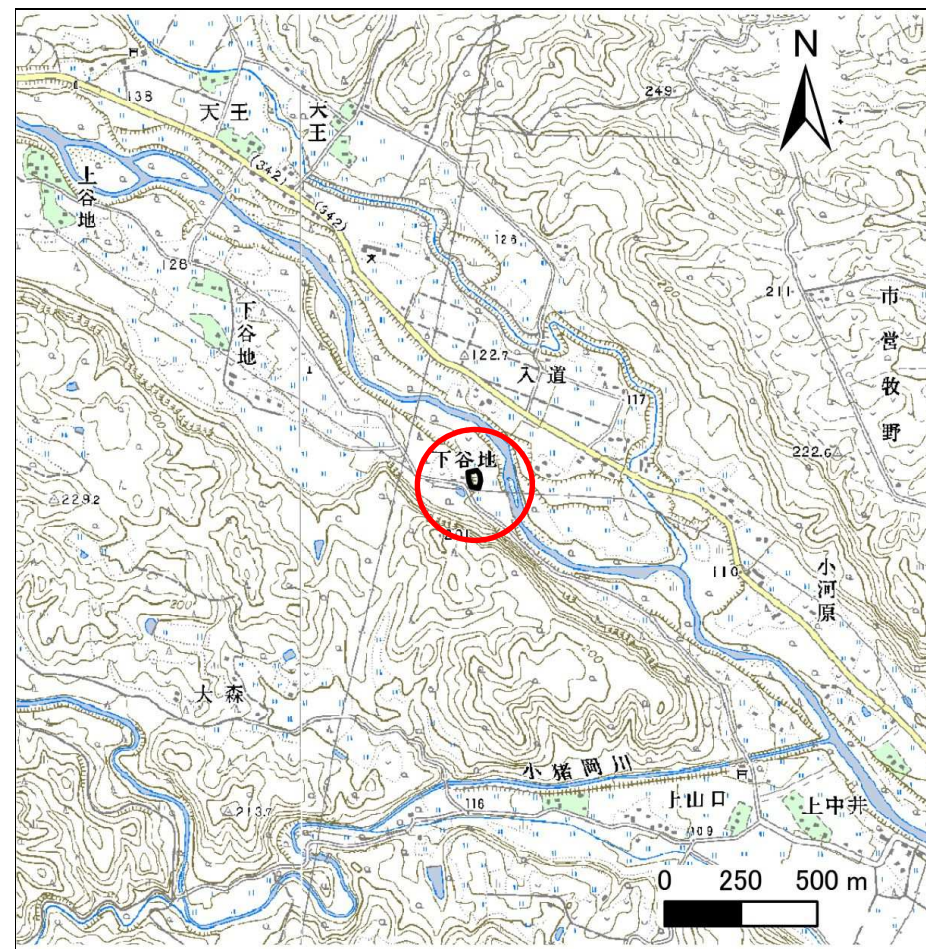 N
249
138
天王
天王
(342)
(342)
上谷地
128
126
211
市営牧野
下谷地
122.7
入道
117
222.6
下谷地
229.2
201
200
110
小河原
200
大森
小猪岡川
213.7
116
上山口
109
上中井
0 250 500 m